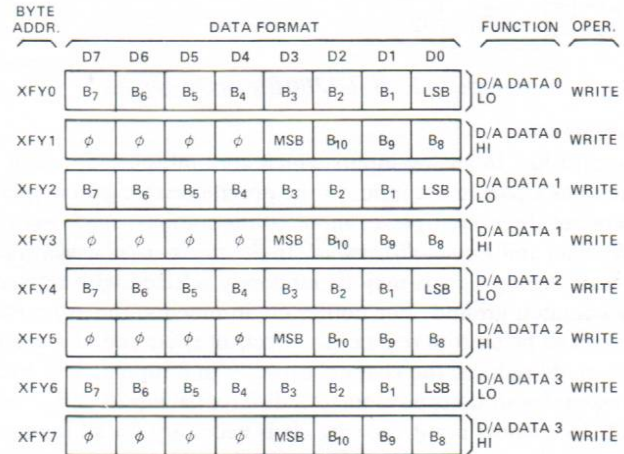 BYTE
ADDR. DATA FORMAT FUNCTION OPER.
D7 D6 D5 D4 D3 D2 D1 D0
XFY0 B7 B6 B5 B4 B3 B2 B1 LSB D/A DATA 0 LO WRITE
XFY1 φ φ φ φ MSB B10 B9 B8 D/A DATA 0 HI WRITE
XFY2 B7 B6 B5 B4 B3 B2 B1 LSB D/A DATA 1 LO WRITE
XFY3 φ φ φ φ MSB B10 B9 B8 D/A DATA 1 HI WRITE
XFY4 B7 B6 B5 B4 B3 B2 B1 LSB D/A DATA 2 LO WRITE
XFY5 φ φ φ φ MSB B10 B9 B8 D/A DATA 2 HI WRITE
XFY6 B7 B6 B5 B4 B3 B2 B1 LSB D/A DATA 3 LO WRITE
XFY7 φ φ φ φ MSB B10 B9 B8 D/A DATA 3 HI WRITE